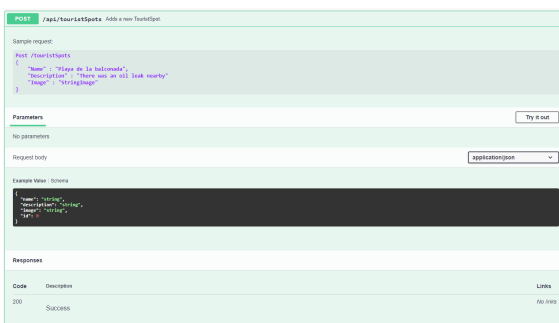 POST /api/touristSpots Adds a new TouristSpot
Sample request:
Post /touristSpots
{
"Name" : "Playa de la balconada",
"Description" : "There was an oil leak nearby"
"Image" : "StringImage"
}
Parameters
Try it out
No parameters
Request body
application/json
Example Value | Schema
{
"name": "string",
"description": "string",
"image": "string",
"id": 0
}
Responses
Code Description Links
200 Success No links